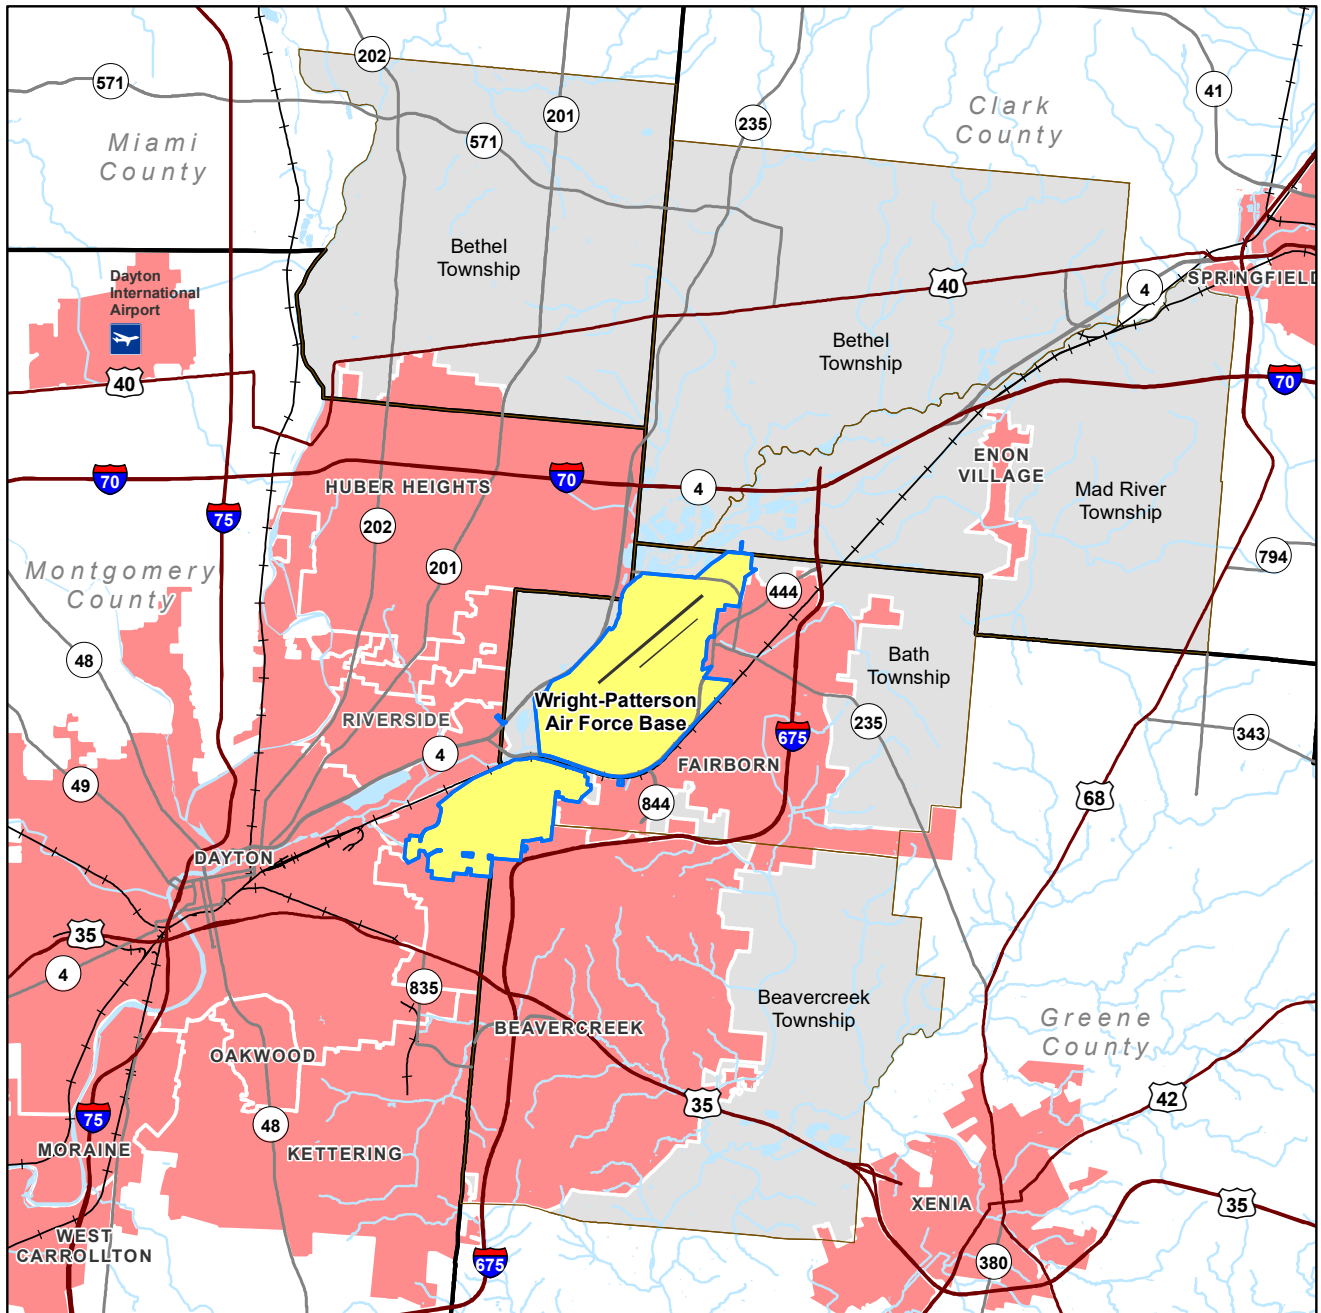 202
571
201
571
235
Clark
County
41
Miami
County
Bethel
Township
Dayton
International
Airport
40
40
4
SPRINGFIELD
Bethel
Township
40
70
70
HUBER HEIGHTS
70
4
ENON
VILLAGE
Mad River
Township
75
202
201
794
Montgomery
County
444
48
Bath
Township
Wright-Patterson
Air Force Base
RIVERSIDE
235
675
343
4
FAIRBORN
49
844
68
DAYTON
35
4
835
Beavercreek
Township
BEAVERCREEK
Greene
County
OAKWOOD
35
42
75
48
MORAINE
KETTERING
XENIA
35
WEST
CARROLLTON
675
380